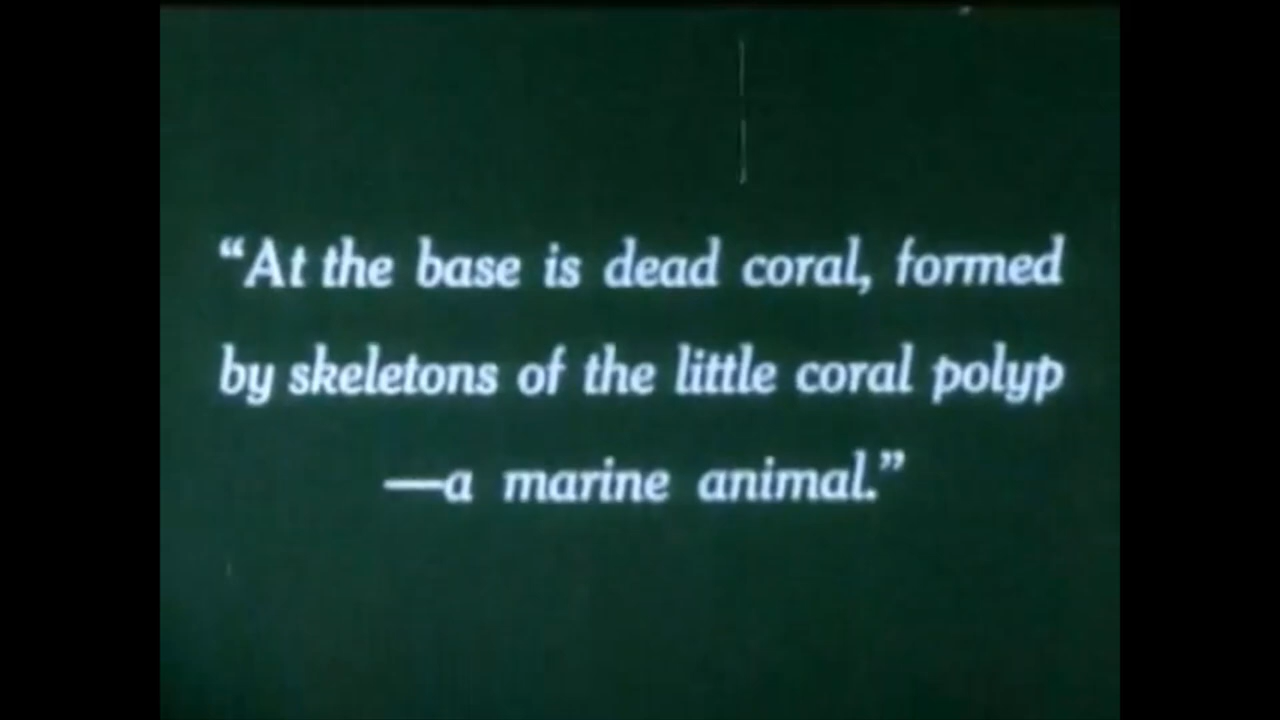 “At the base is dead coral, formed
by skeletons of the little coral polyp
—a marine animal.”